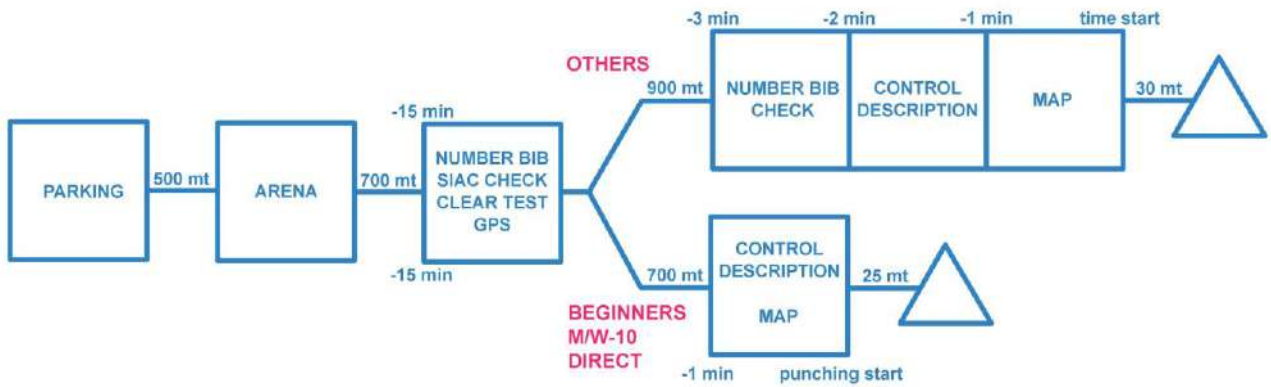 -3 min
-2 min
-1 min
time start
OTHERS
900 mt
NUMBER BIB
CHECK
CONTROL
DESCRIPTION
MAP
30 mt
-15 min
PARKING
500 mt
ARENA
700 mt
NUMBER BIB
SIAC CHECK
CLEAR TEST
GPS
-15 min
700 mt
CONTROL
DESCRIPTION
MAP
25 mt
BEGINNERS
M/W-10
DIRECT
-1 min
punching start